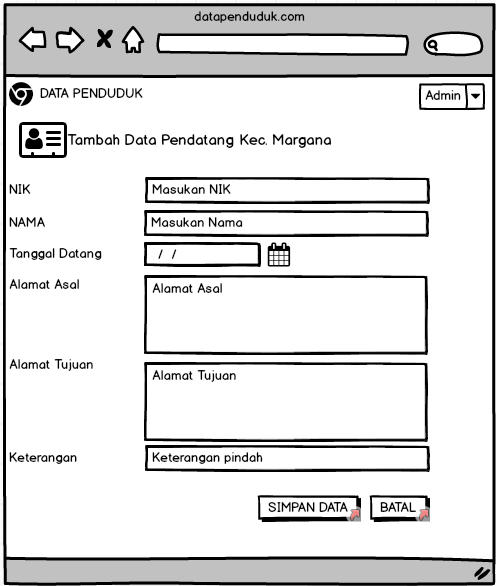 datapenduduk.com
DATA PENDUDUK
Admin
Tambah Data Pendatang Kec. Margana
NIK
Masukan NIK
NAMA
Masukan Nama
Tanggal Datang
/ /
Alamat Asal
Alamat Asal
Alamat Tujuan
Alamat Tujuan
Keterangan
Keterangan pindah
SIMPAN DATA
BATAL